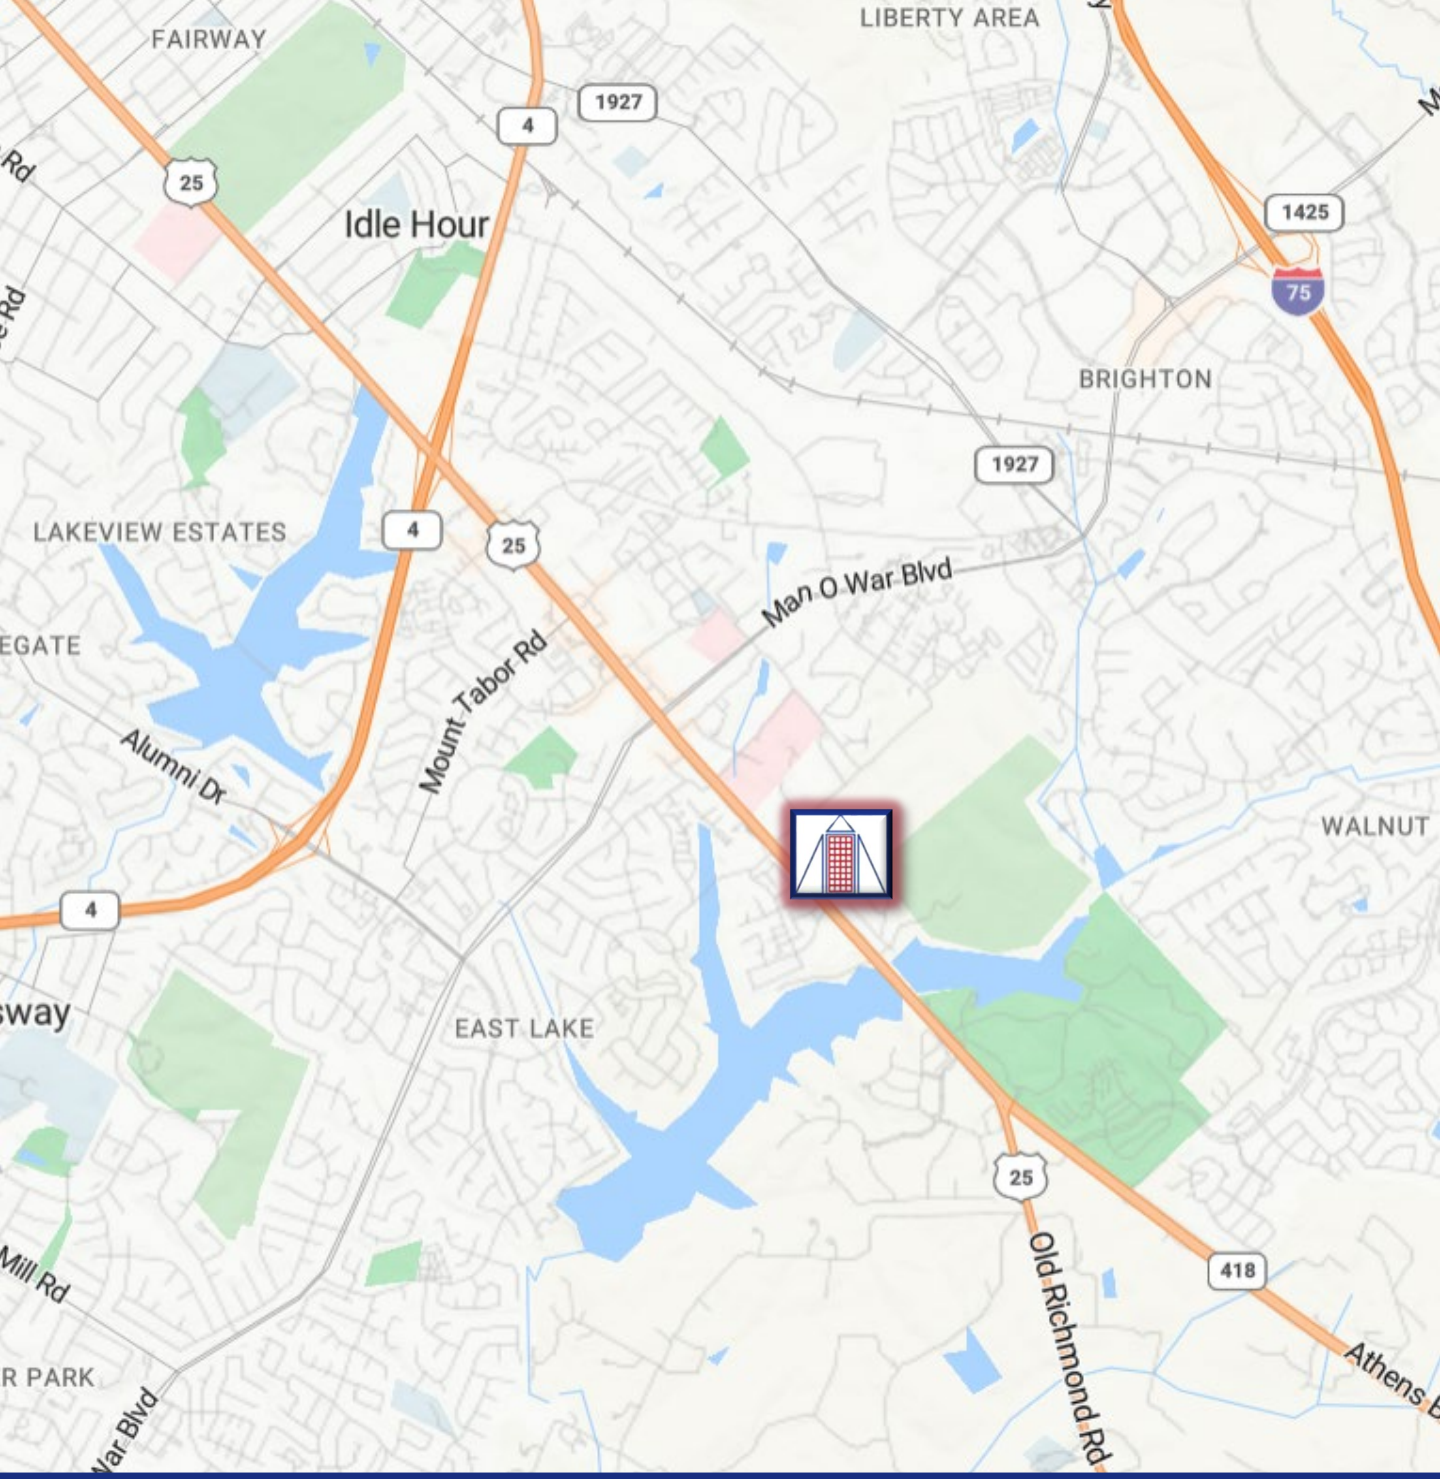 LIBERTY AREA
FAIRWAY
1927
4
Rd
25
1425
Idle Hour
75
Rd
BRIGHTON
1927
LAKEVIEW ESTATES
4
25
Man O War Blvd
EGATE
Mount Tabor Rd
Alumni Dr
WALNUT
4
sway
EAST LAKE
25
Old Richmond Rd
Mill Rd
418
R PARK
Athens B
War Blvd